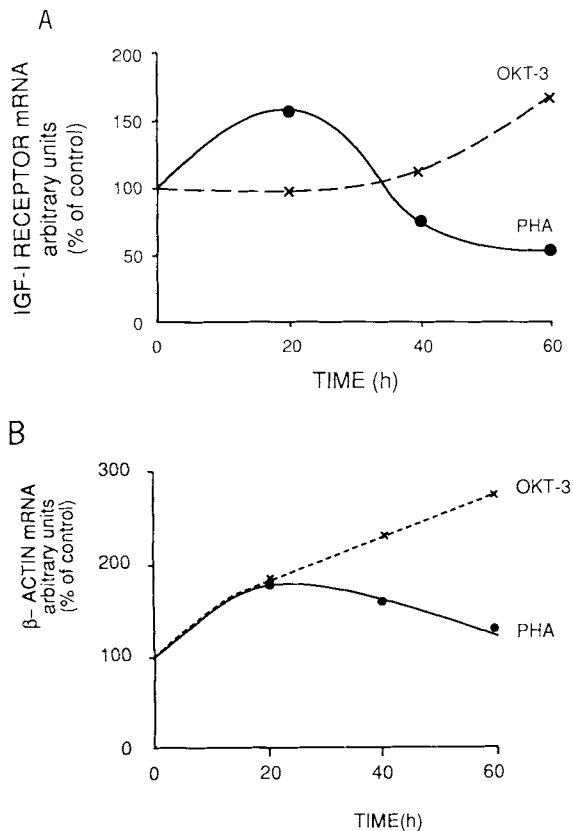 A
IGF-I RECEPTOR mRNA
arbitrary units
(% of control)
200
150
100
50
0
OKT-3
PHA
0 20 40 60
TIME (h)
B
β- ACTIN mRNA
arbitrary units
(% of control)
300
200
100
0
OKT-3
PHA
0 20 40 60
TIME(h)